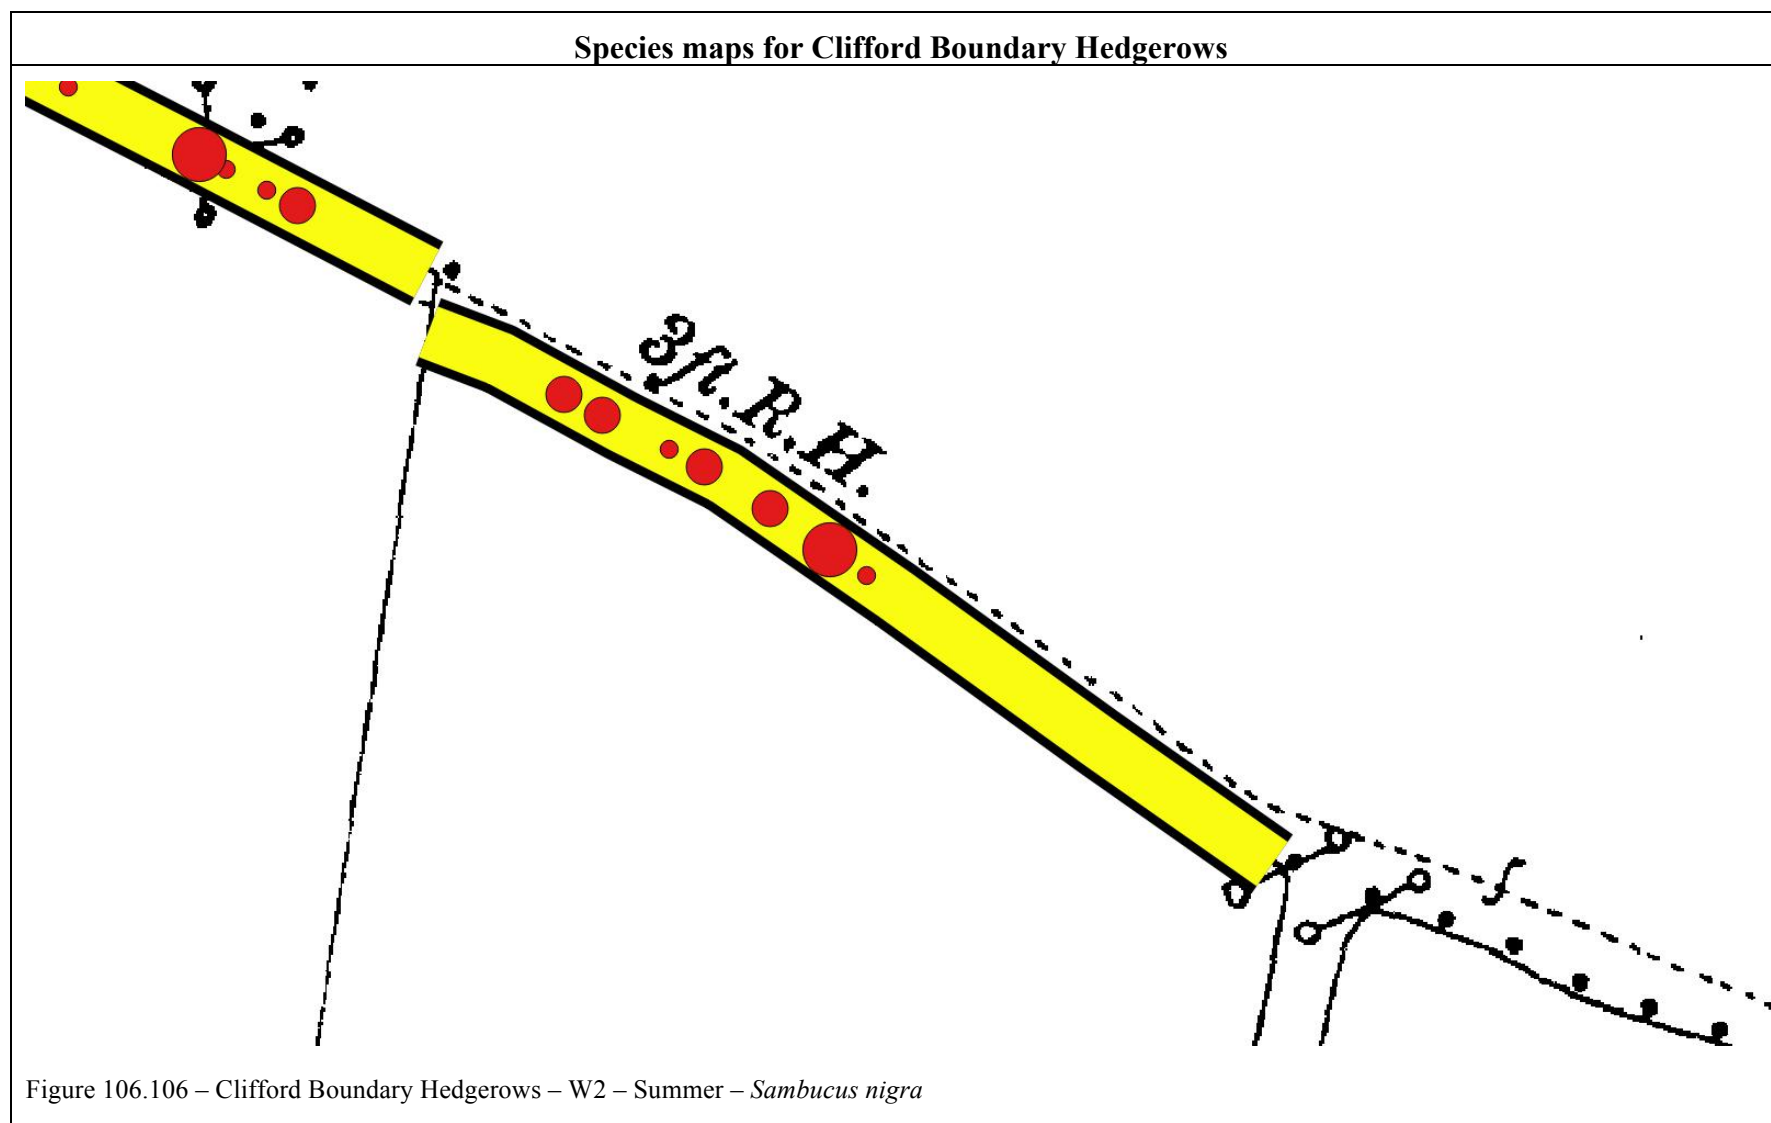 Species maps for Clifford Boundary Hedgerows
3ft. R. H.
Figure 106.106 – Clifford Boundary Hedgerows – W2 – Summer – Sambucus nigra